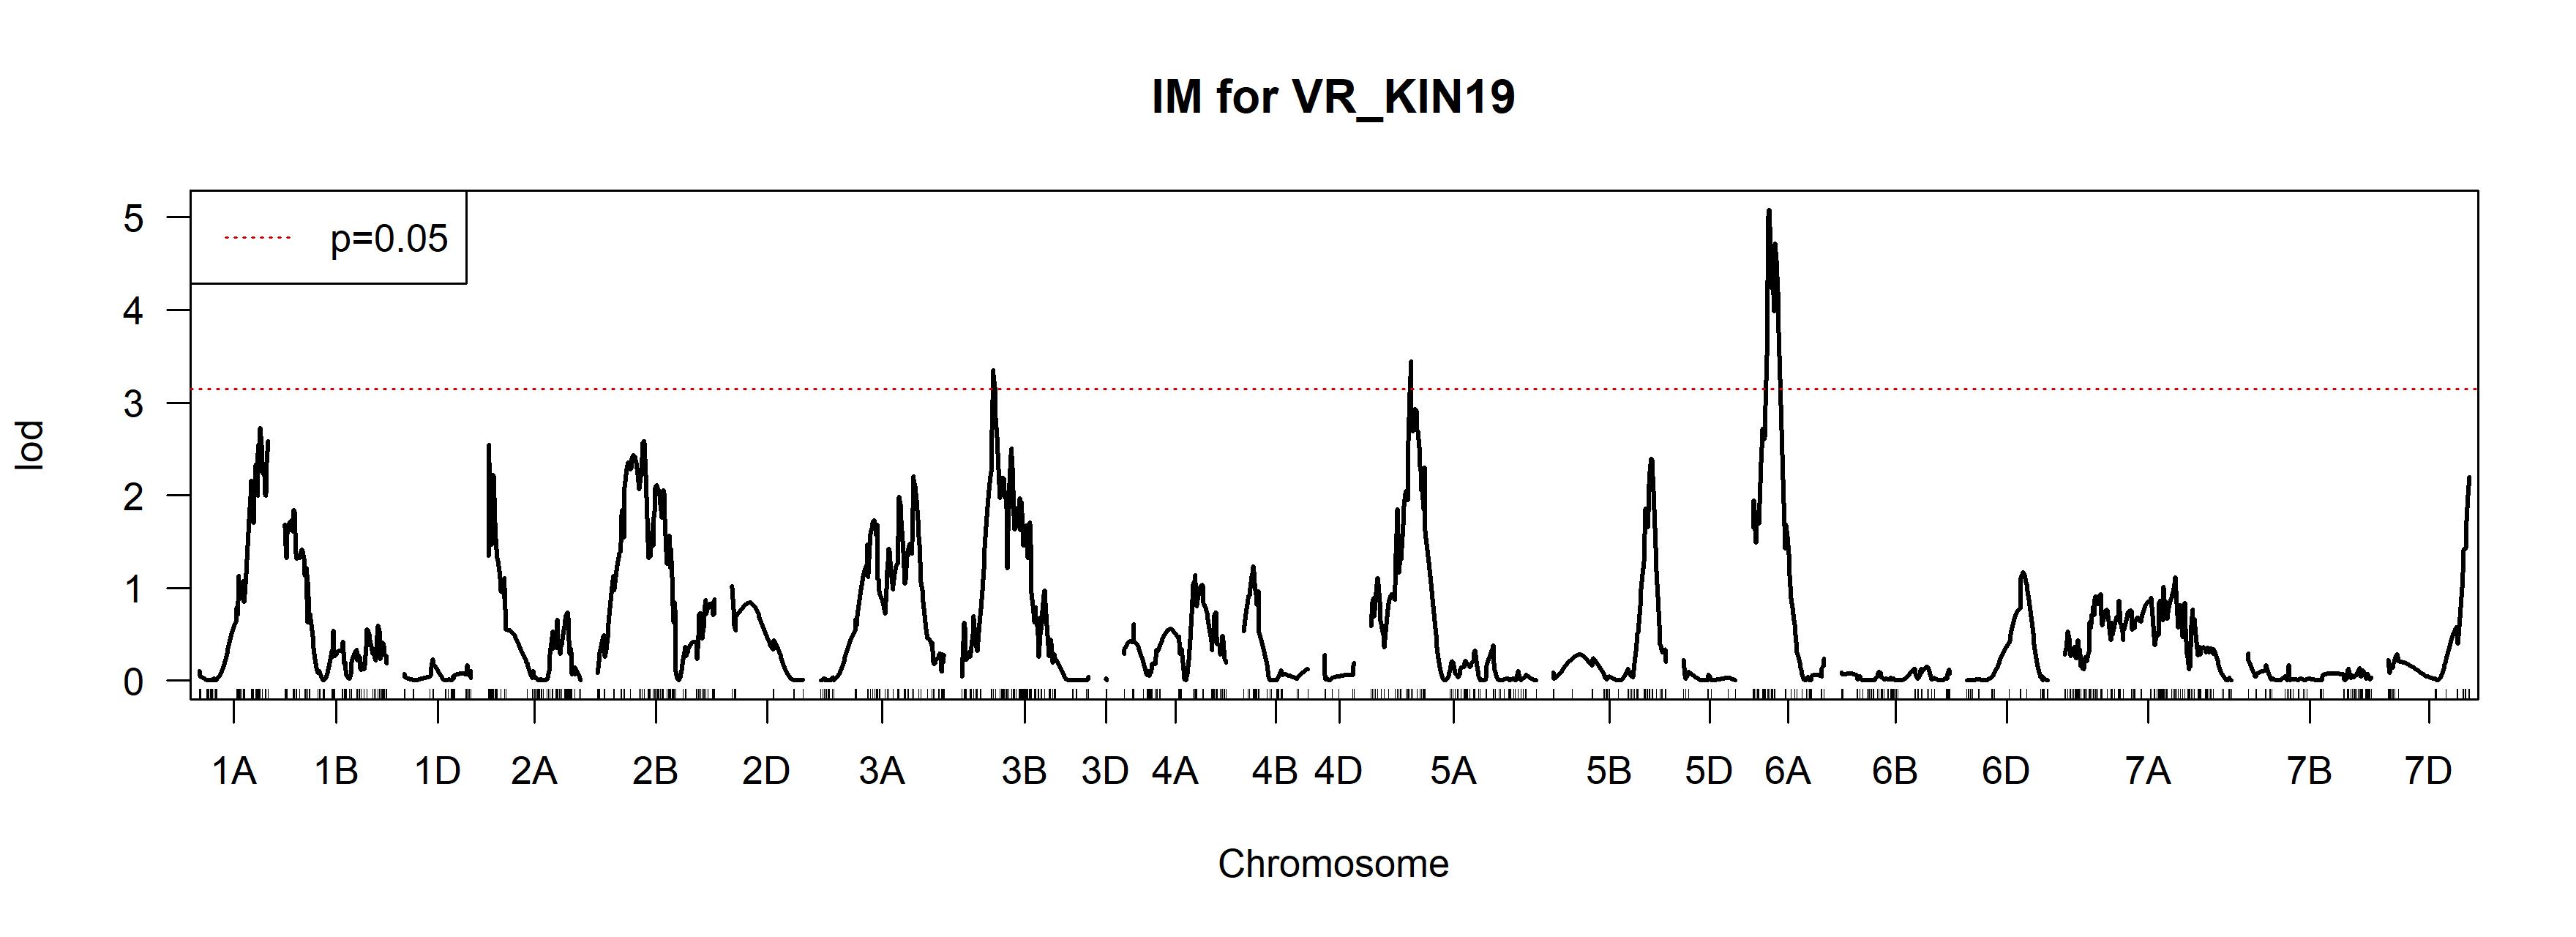 IM for VR_KIN19
p=0.05
5
4
3
2
1
0
lod
1A 1B 1D 2A 2B 2D 3A 3B 3D 4A 4B 4D 5A 5B 5D 6A 6B 6D 7A 7B 7D
Chromosome